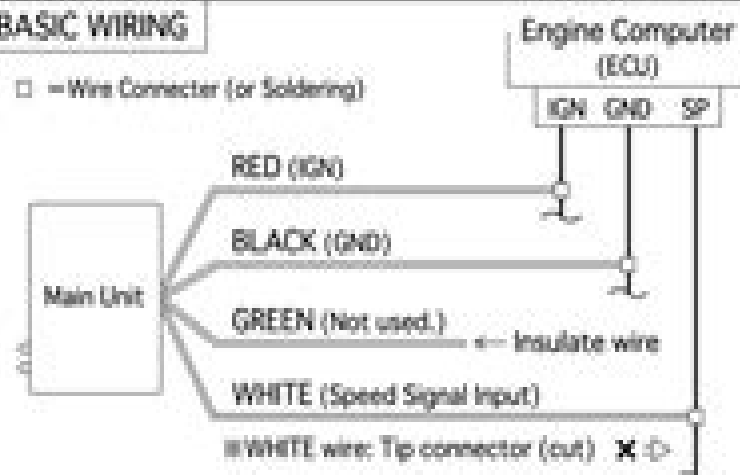 BASIC WIRING
□ =Wire Connecter (or Soldering)
Engine Computer
(ECU)
IGN GND SP
RED (IGN)
BLACK (GND)
Main Unit
GREEN (Not used.)
←-- Insulate wire
WHITE (Speed Signal Input)
※WHITE wire: Tip connector (cut)